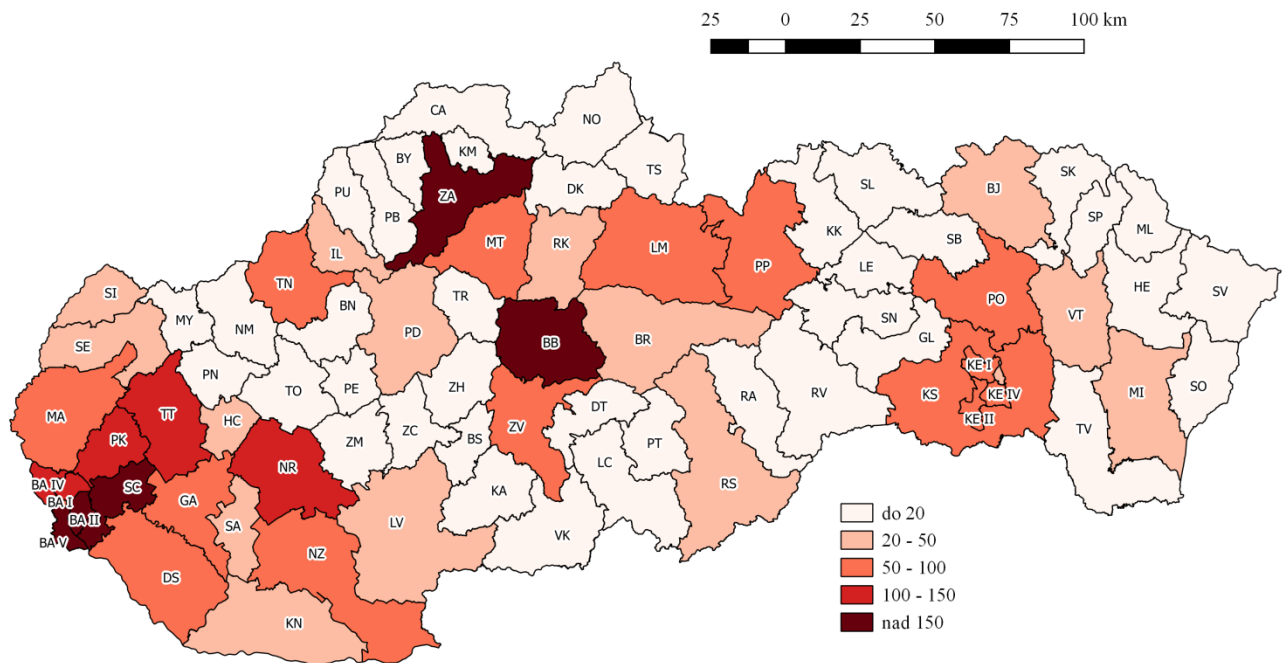 25 0 25 50 75 100 km
CA
NO
BY
KM
TS
PU
ZA
DK
SL
BJ
SK
PB
SP
ML
IL
MT
RK
LM
PP
KK
SB
LE
HE
SV
TN
SI
BN
TR
PO
MY
NM
PD
SN
VT
SE
BB
BR
GL
PN
TO
PE
ZH
RA
RV
KE I
SO
MA
TT
HC
DT
KS
KE IV
MI
PK
ZM
ZC
BS
ZV
PT
KE II
TV
NR
LC
SC
BA IV
BA I
GA
KA
RS
BA II
SA
LV
BA V
VK
NZ
DS
KN
do 20
20 - 50
50 - 100
100 - 150
nad 150